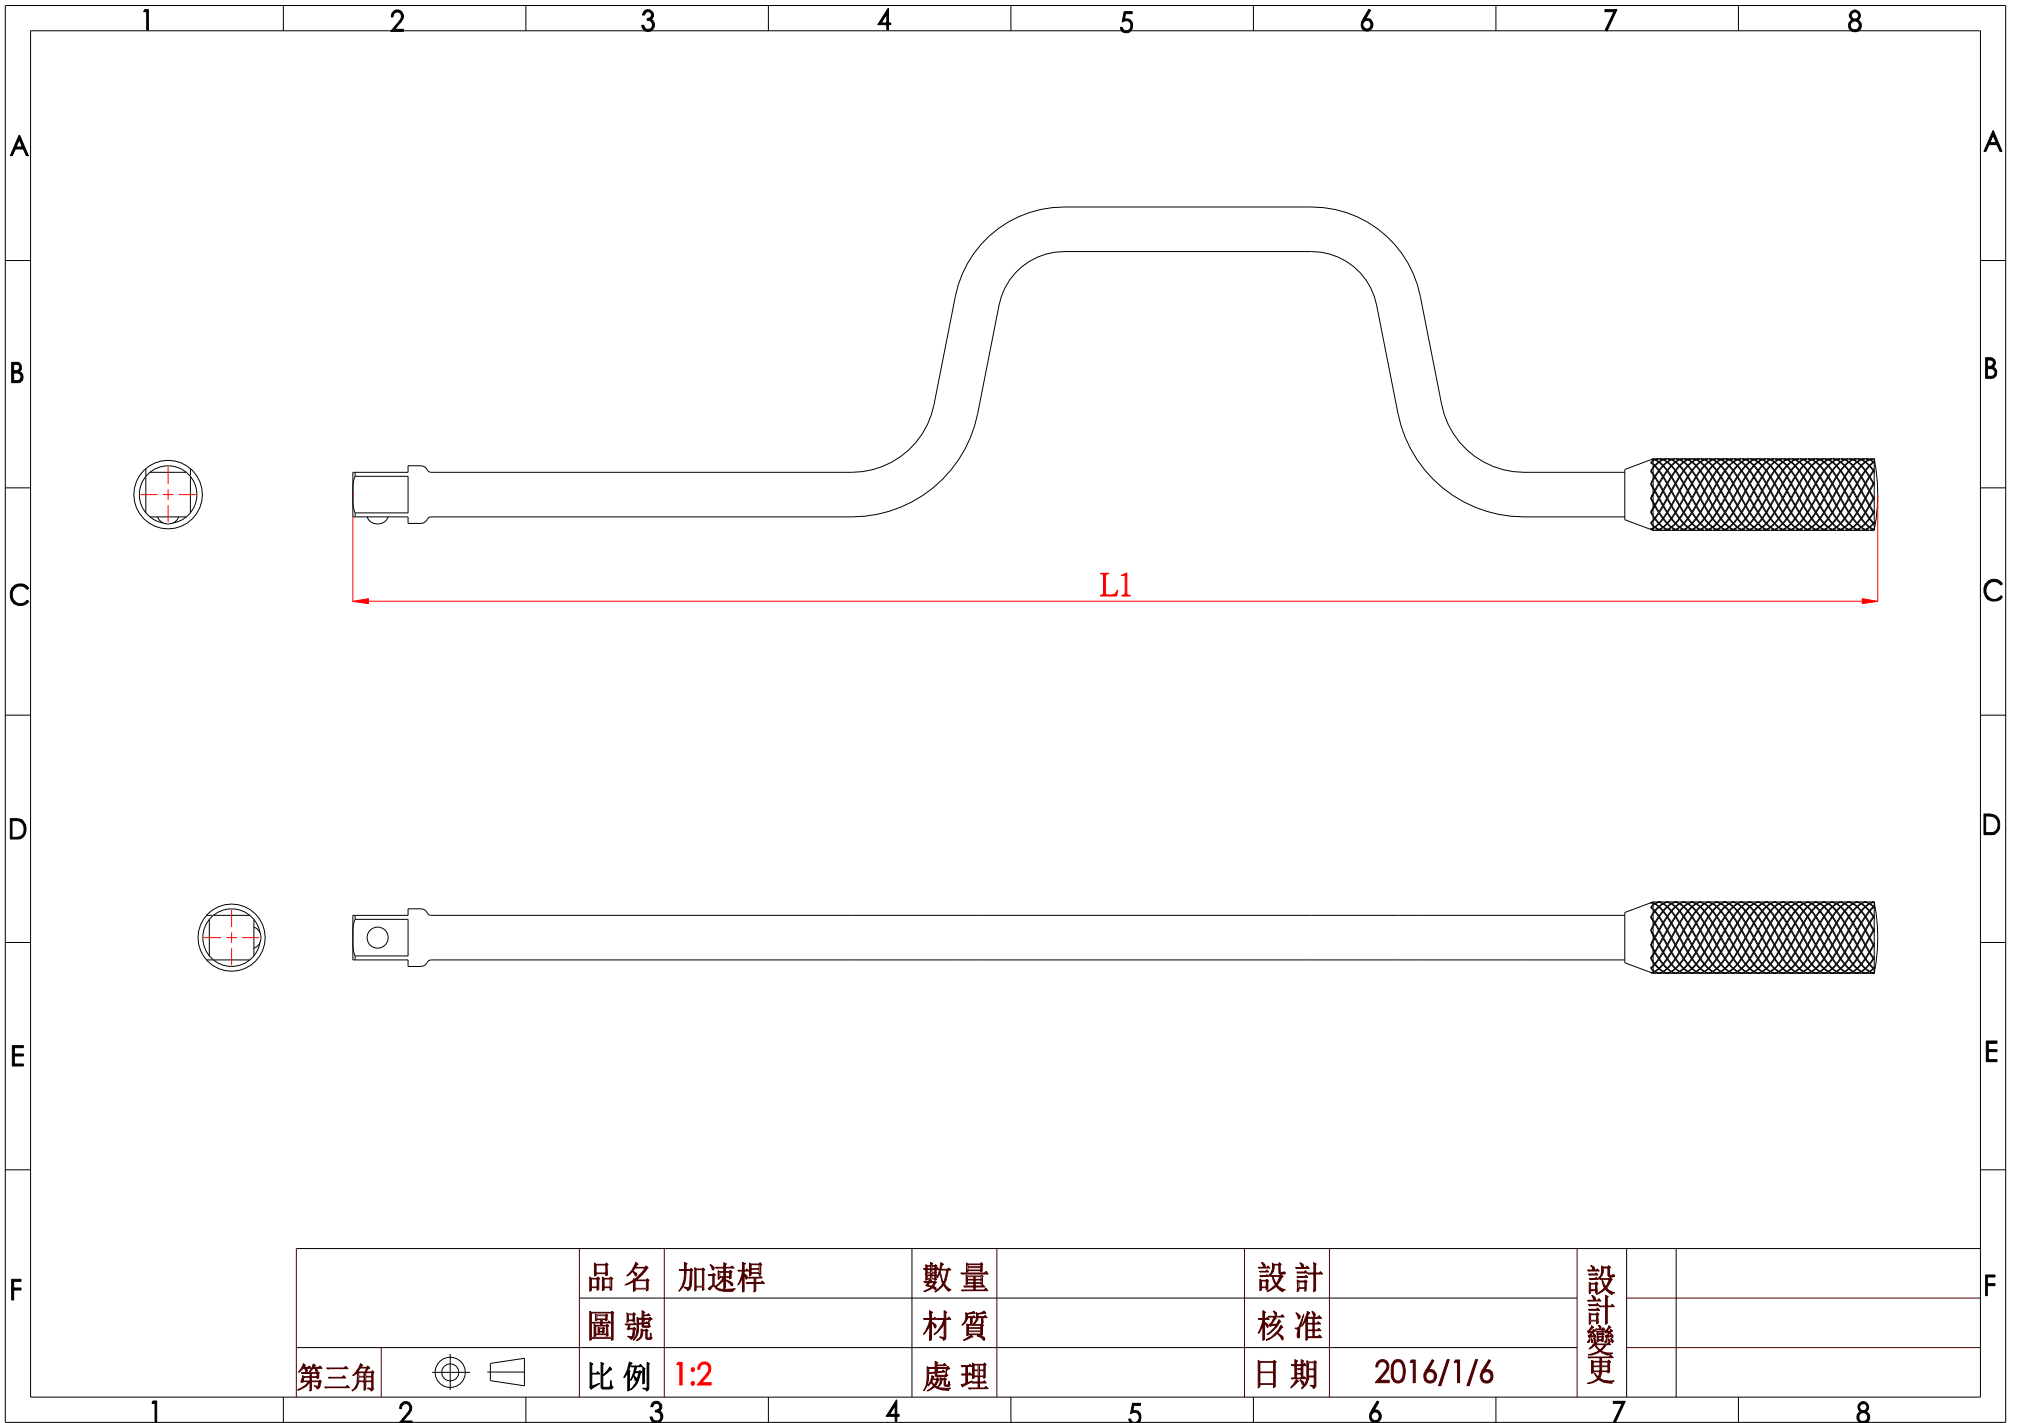 1 2 3 4 5 6 7 8
A A
B B
L1
C C
D D
E E
F F
品名 加速桿 數量 設計 設計變更
圖號 材質 核准
第三角 比例 1:2 處理 日期 2016/1/6
1 2 3 4 5 6 7 8